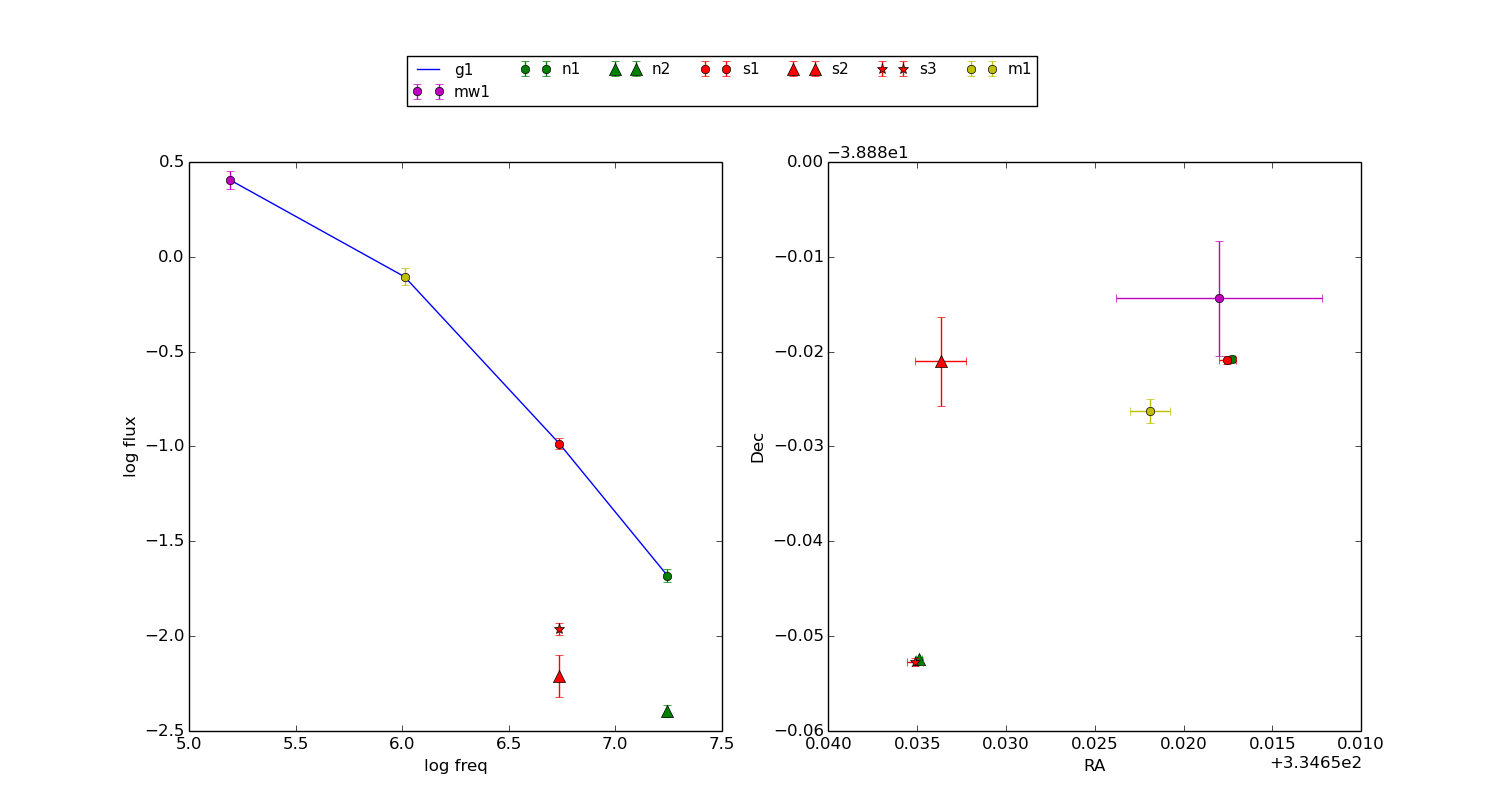 g1 n1 n2 s1 s2 s3 m1
mw1
0.5
0.0
−0.5
−1.0
−1.5
−2.0
−2.5
log flux
5.0 5.5 6.0 6.5 7.0 7.5
log freq
−3.888e1
0.00
−0.01
−0.02
−0.03
−0.04
−0.05
−0.06
Dec
0.040 0.035 0.030 0.025 0.020 0.015 0.010
RA
+3.3465e2